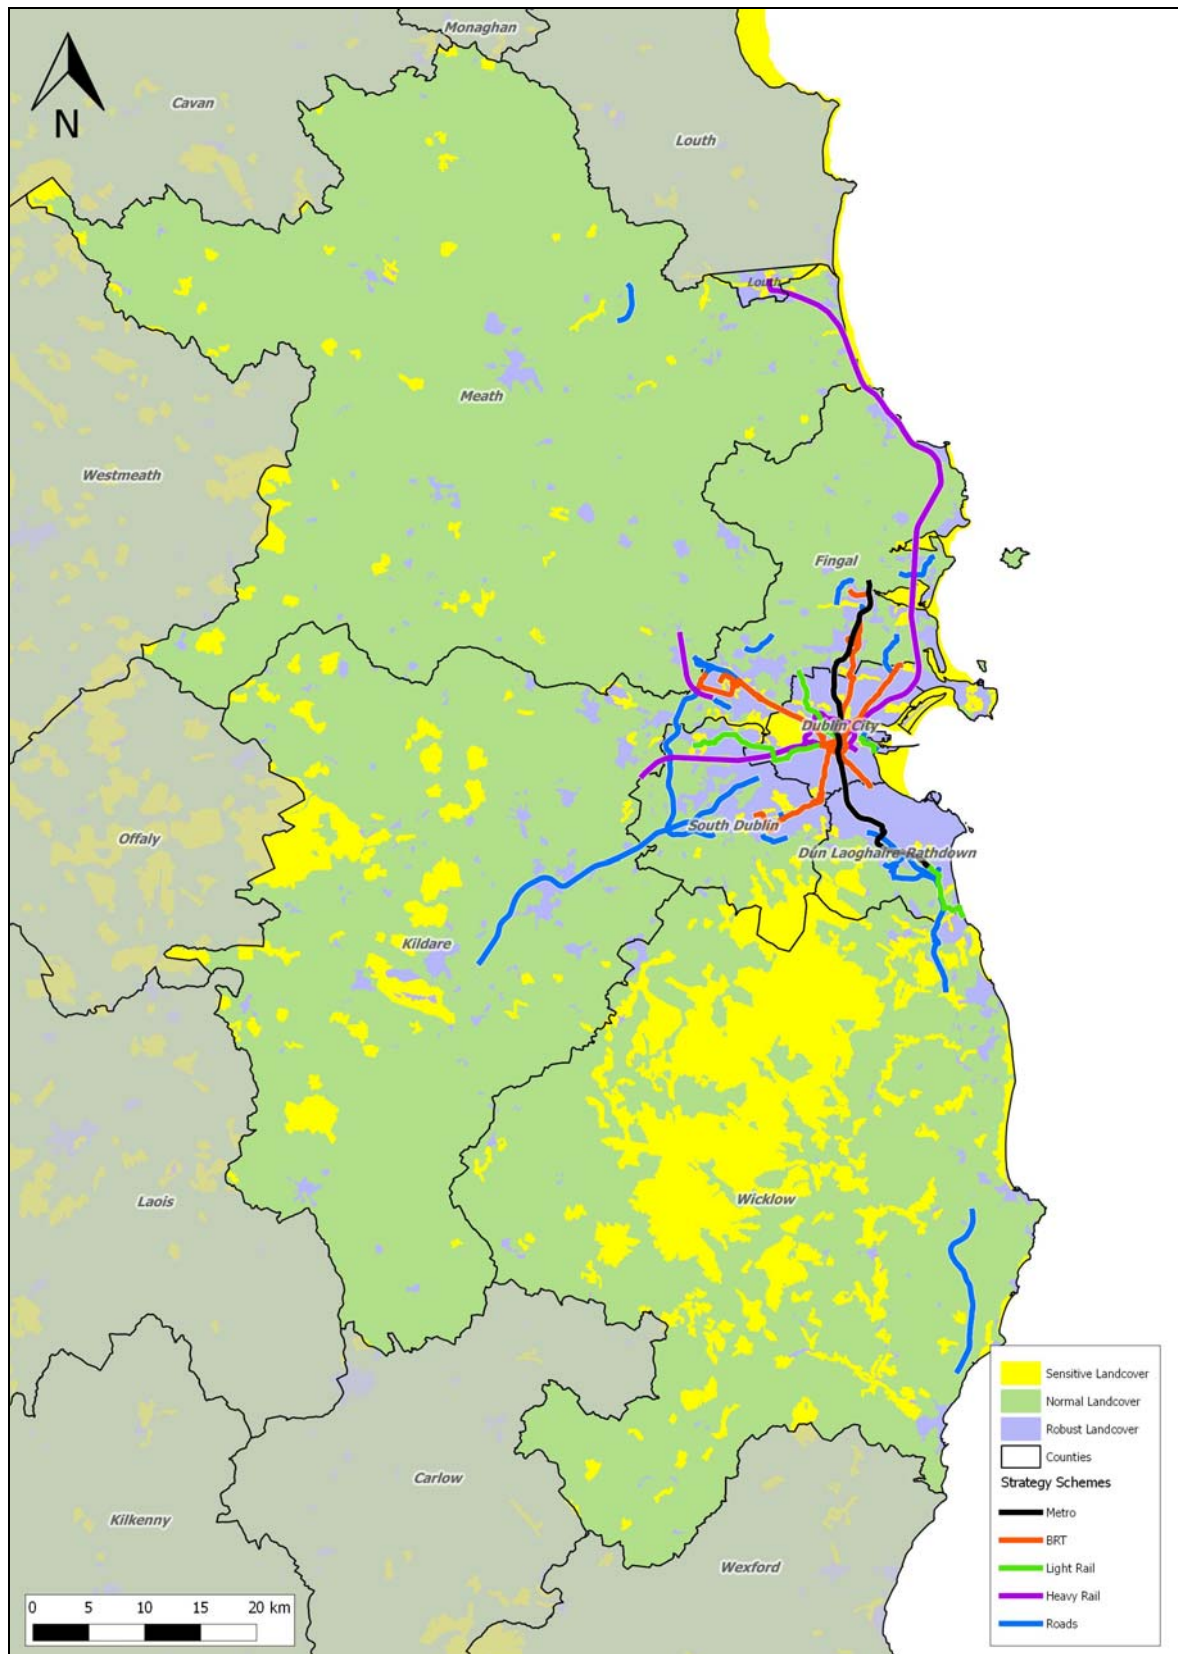 Monaghan
Cavan
Louth
N
Louth
Meath
Westmeath
Fingal
Dublin City
South Dublin
Offaly
Dun Laoghaire-Rathdown
Kildare
Laois
Wicklow
Carlow
Kilkenny
Wexford
Sensitive Landcover
Normal Landcover
Robust Landcover
Counties
Strategy Schemes
Metro
BRT
Light Rail
Heavy Rail
Roads
0 5 10 15 20 km